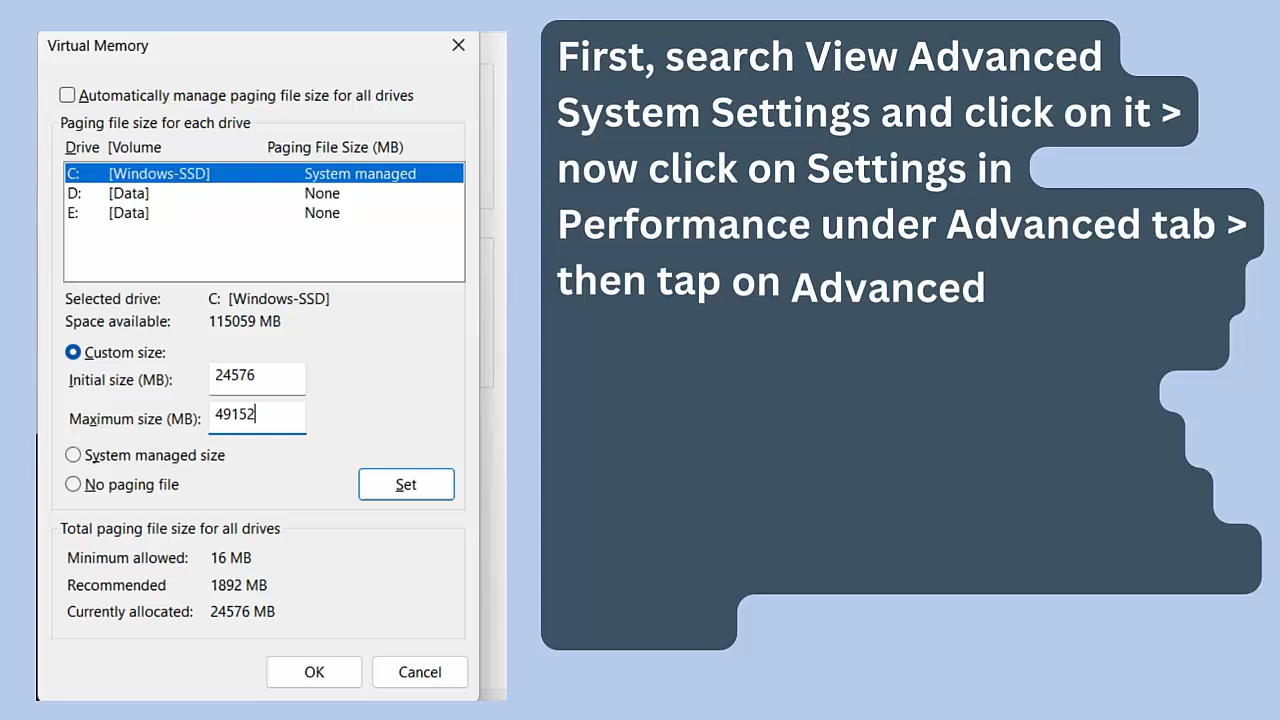 Virtual Memory
Automatically manage paging file size for all drives
Paging file size for each drive
Drive [Volume Paging File Size (MB)
C: [Windows-SSD] System managed
D: [Data] None
E: [Data] None
Selected drive: C: [Windows-SSD]
Space available: 115059 MB
Custom size:
Initial size (MB): 24576
Maximum size (MB): 49152
System managed size
No paging file
Set
Total paging file size for all drives
Minimum allowed: 16 MB
Recommended 1892 MB
Currently allocated: 24576 MB
OK Cancel
First, search View Advanced
System Settings and click on it >
now click on Settings in
Performance under Advanced tab >
then tap on Advanced